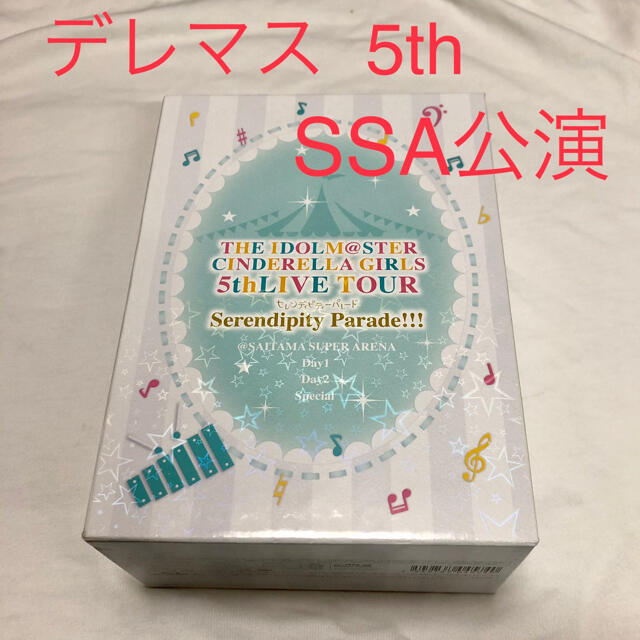 デレマス 5th
SSA公演
THE IDOLM@STER
CINDERELLA GIRLS
5thLIVE TOUR
セレンディピティーパレード
Serendipity Parade!!!
@SAITAMA SUPER ARENA
Day1
Day2
Special